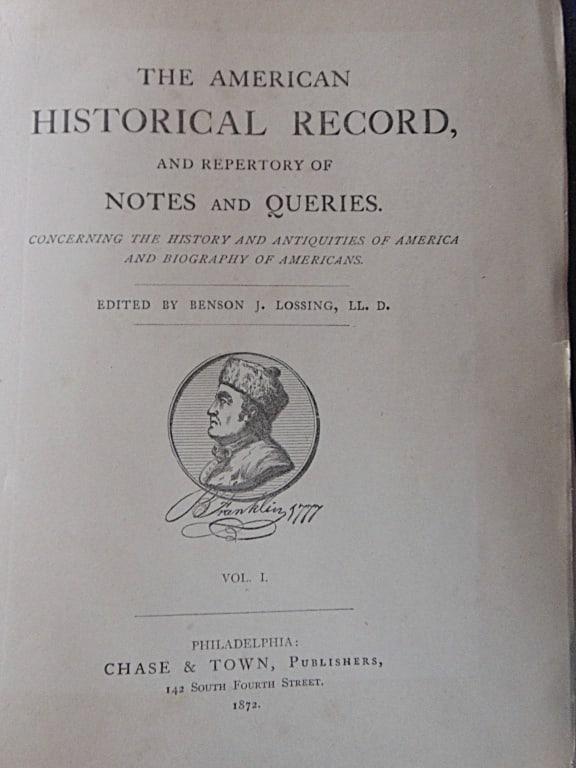 THE AMERICAN
HISTORICAL RECORD,
AND REPERTORY OF
NOTES AND QUERIES.
CONCERNING THE HISTORY AND ANTIQUITIES OF AMERICA
AND BIOGRAPHY OF AMERICANS.
EDITED BY BENSON J. LOSSING, LL. D.
B Franklin, 1777
VOL. I.
PHILADELPHIA:
CHASE & TOWN, PUBLISHERS,
142 SOUTH FOURTH STREET.
1872.